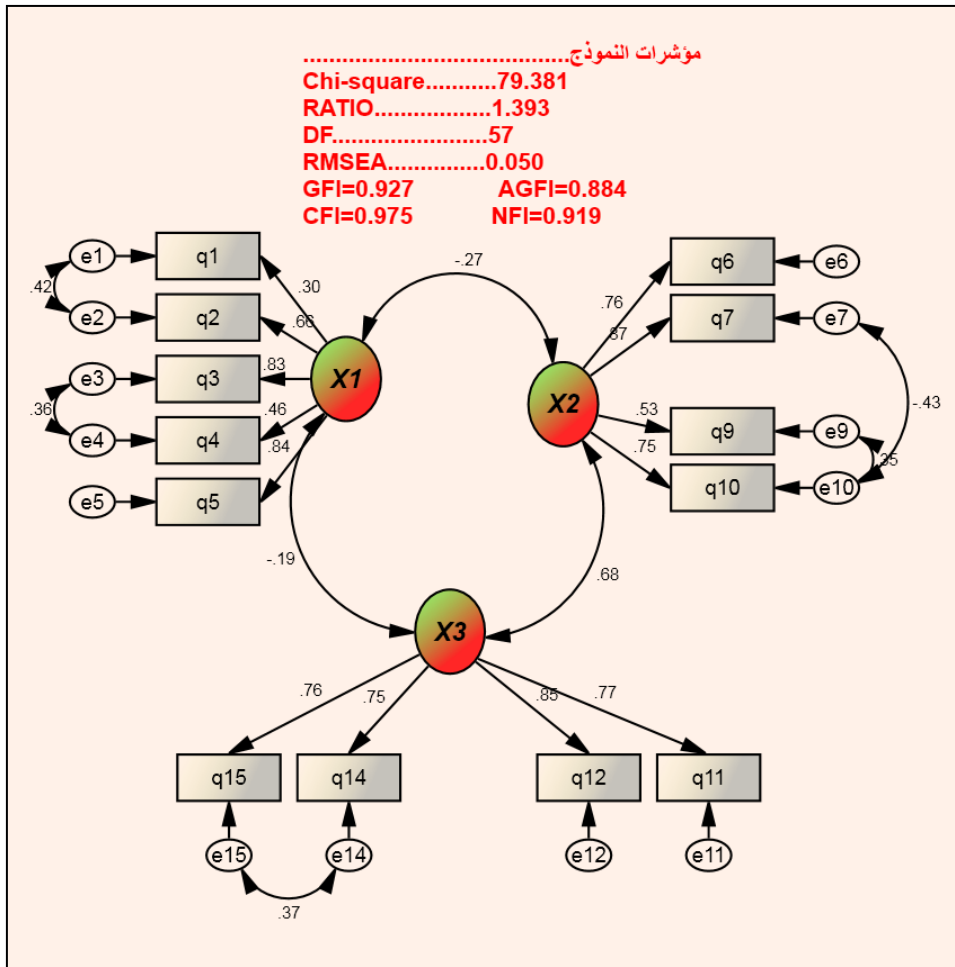 مؤشرات النموذج.......................................
Chi-square...........79.381
RATIO..................1.393
DF.......................57
RMSEA...............0.050
GFI=0.927 AGFI=0.884
CFI=0.975 NFI=0.919
e1 q1
.42
e2 q2
e3 q3
.36
e4 q4
e5 q5
.30
.66
.83
.46
.84
X1
-.27
X2
.76
.87
.53
.75
q6 e6
q7 e7
q9 e9
q10 e10
-.43
.35
-.19
.68
X3
.76
.75
.85
.77
q15 q14 q12 q11
e15 e14 e12 e11
.37